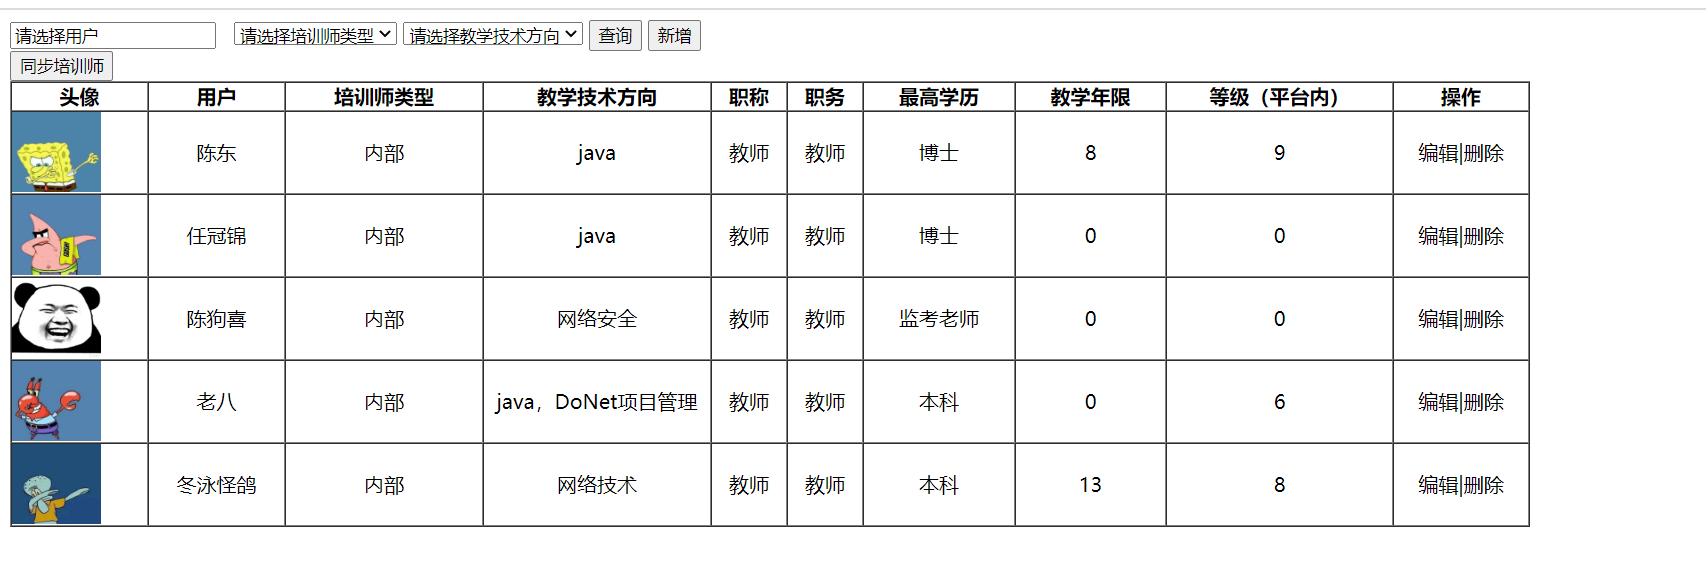 请选择用户 请选择培训师类型 请选择教学技术方向 查询 新增
同步培训师
头像 用户 培训师类型 教学技术方向 职称 职务 最高学历 教学年限 等级（平台内） 操作
陈东 内部 java 教师 教师 博士 8 9 编辑|删除
任冠锦 内部 java 教师 教师 博士 0 0 编辑|删除
陈狗喜 内部 网络安全 教师 教师 监考老师 0 0 编辑|删除
老八 内部 java，DoNet项目管理 教师 教师 本科 0 6 编辑|删除
冬泳怪鸽 内部 网络技术 教师 教师 本科 13 8 编辑|删除